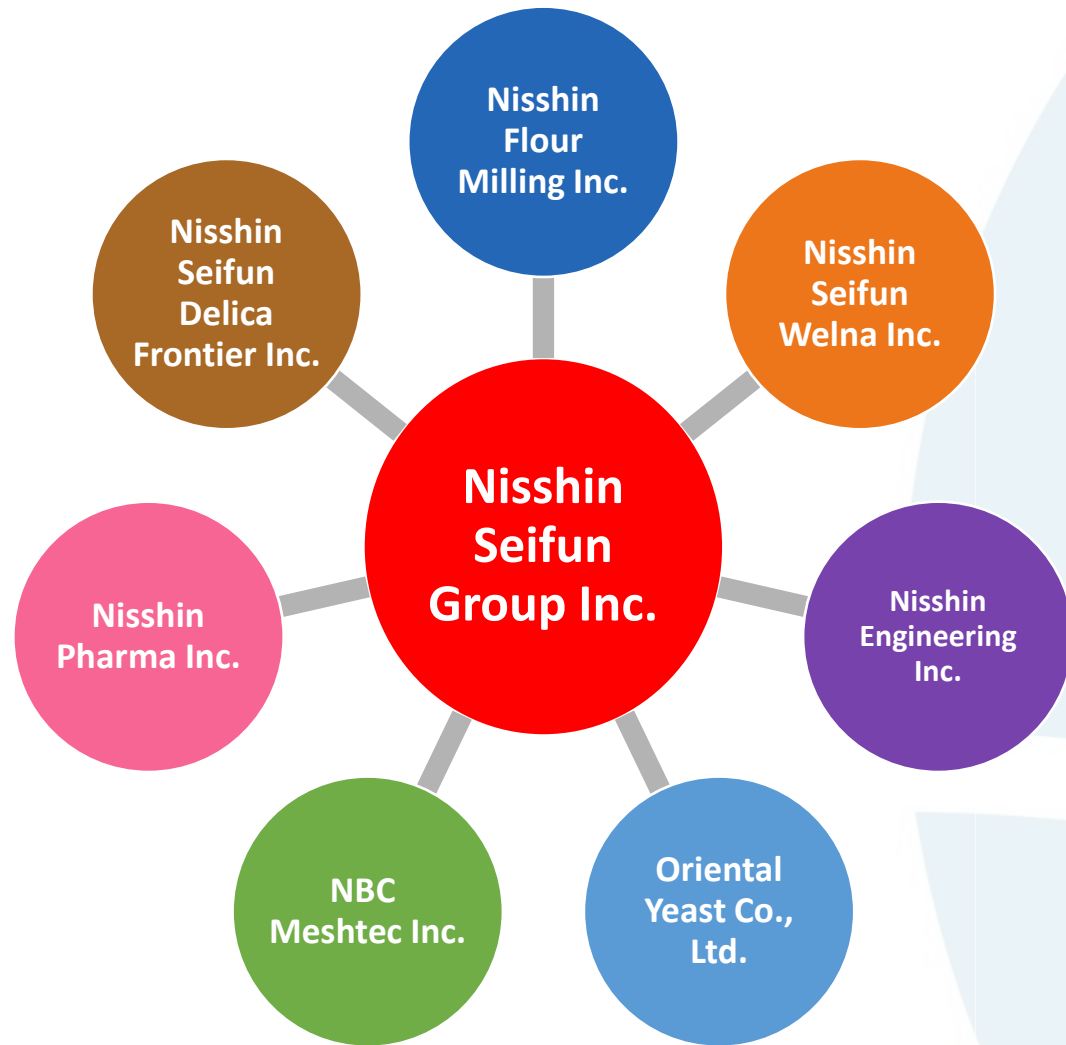 Nisshin
Flour
Milling Inc.
Nisshin
Seifun
Delica
Frontier Inc.
Nisshin
Seifun
Welna Inc.
Nisshin
Seifun
Group Inc.
Nisshin
Pharma Inc.
Nisshin
Engineering
Inc.
NBC
Meshtec Inc.
Oriental
Yeast Co.,
Ltd.